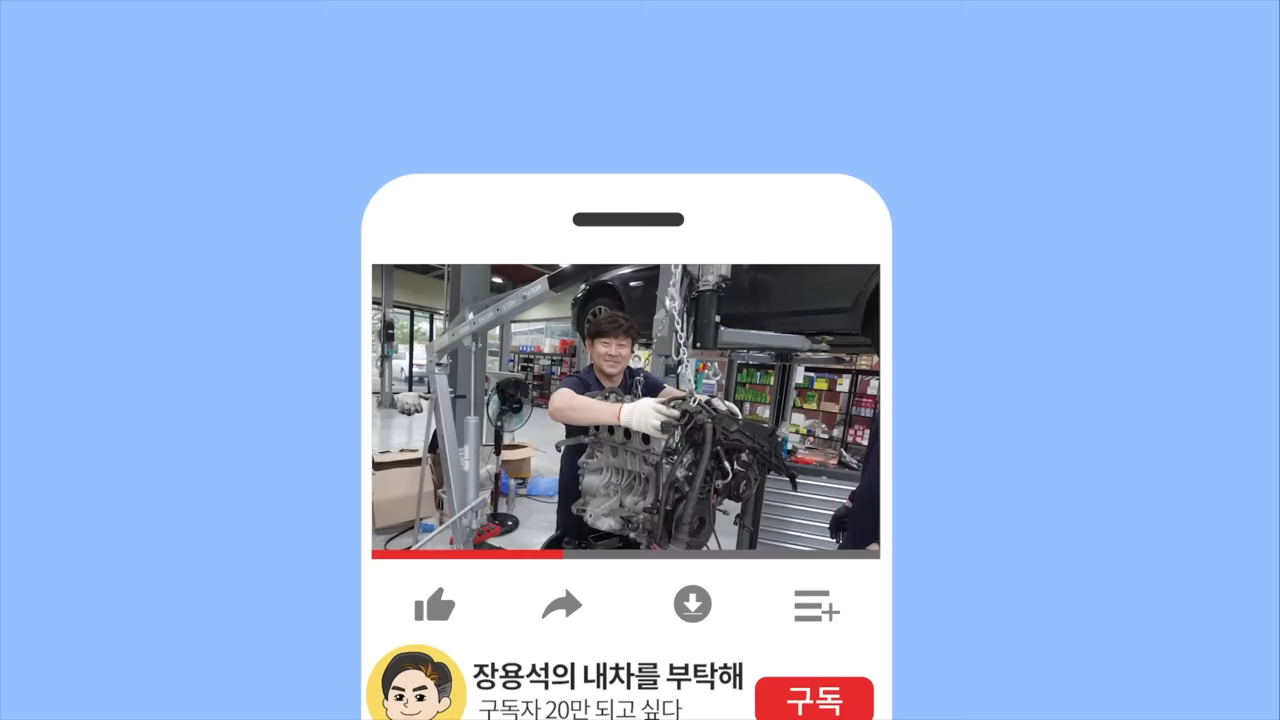 장용석의 내차를 부탁해
구독자 20만 되고 싶다
구독